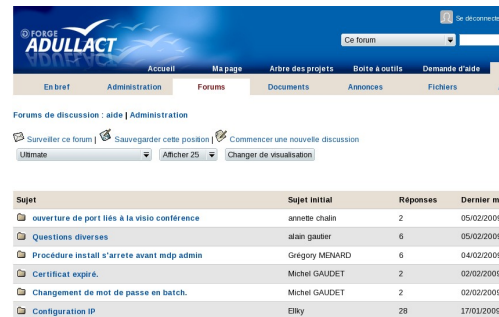 FORGE
ADULLACT
Se déconnecte
Ce forum
Accueil Ma page Arbre des projets Boite à outils Demande d'aide
En bref Administration Forums Documents Annonces Fichiers
Forums de discussion : aide | Administration
Surveiller ce forum | Sauvegarder cette position | Commencer une nouvelle discussion
Ultimate Afficher 25 Changer de visualisation
Sujet Sujet initial Réponses Dernier m
ouverture de port liés à la visio conférence annette chalin 2 05/02/2009
Questions diverses alain gautier 6 05/02/2009
Procédure install s'arrete avant mdp admin Grégory MENARD 6 04/02/2009
Certificat expiré. Michel GAUDET 2 02/02/2009
Changement de mot de passe en batch. Michel GAUDET 2 02/02/2009
Configuration IP Ellky 28 17/01/2009